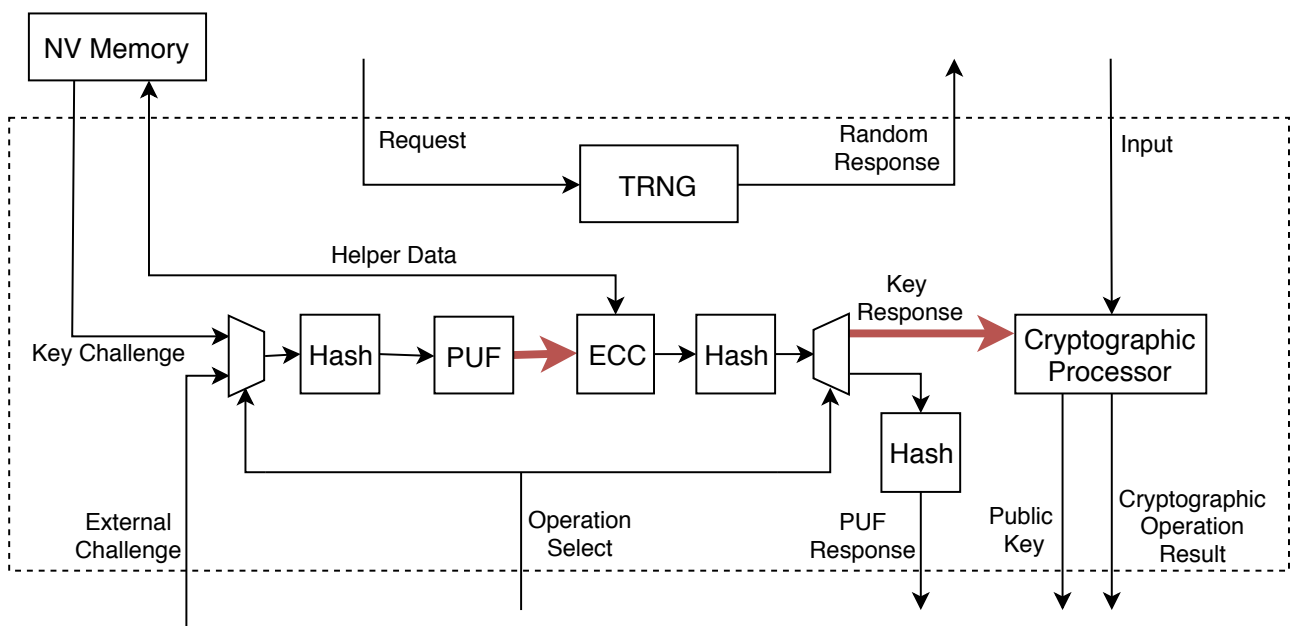 NV Memory
Request
Random
Response
Input
TRNG
Helper Data
Key
Response
Key Challenge
Hash
PUF
ECC
Hash
Cryptographic
Processor
Hash
External
Challenge
Operation
Select
PUF
Response
Public
Key
Cryptographic
Operation
Result